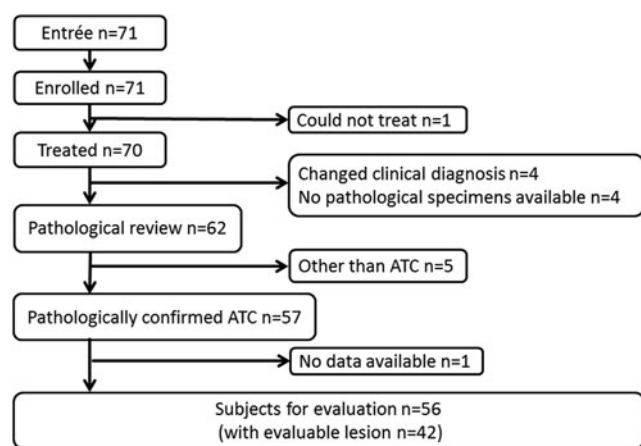 Entrée n=71
Enrolled n=71
Could not treat n=1
Treated n=70
Changed clinical diagnosis n=4
No pathological specimens available n=4
Pathological review n=62
Other than ATC n=5
Pathologically confirmed ATC n=57
No data available n=1
Subjects for evaluation n=56
(with evaluable lesion n=42)